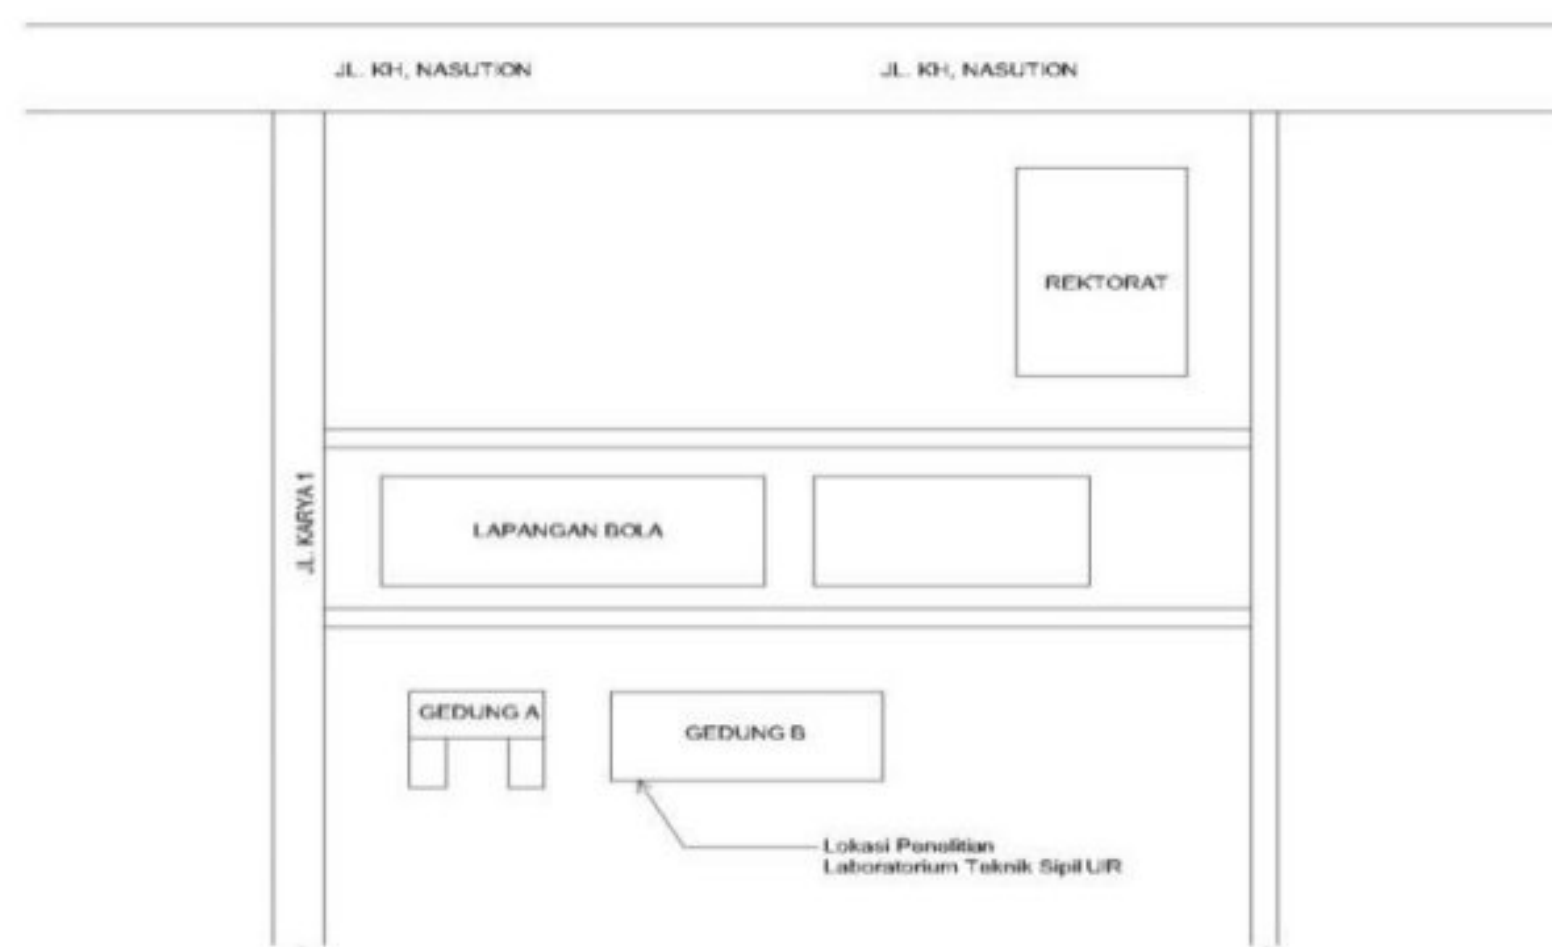 JL. KH, NASUTION
JL. KH, NASUTION
REKTORAT
JL. KARYA 1
LAPANGAN BOLA
GEDUNG A
GEDUNG B
Lokasi Penelitian
Laboratorium Teknik Sipil UIR